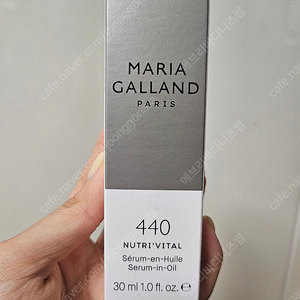 MARIA
GALLAND
PARIS
440
NUTRI'VITAL
Sérum-en-Huile
Serum-in-Oil
30 ml 1.0 fl. oz. ℮